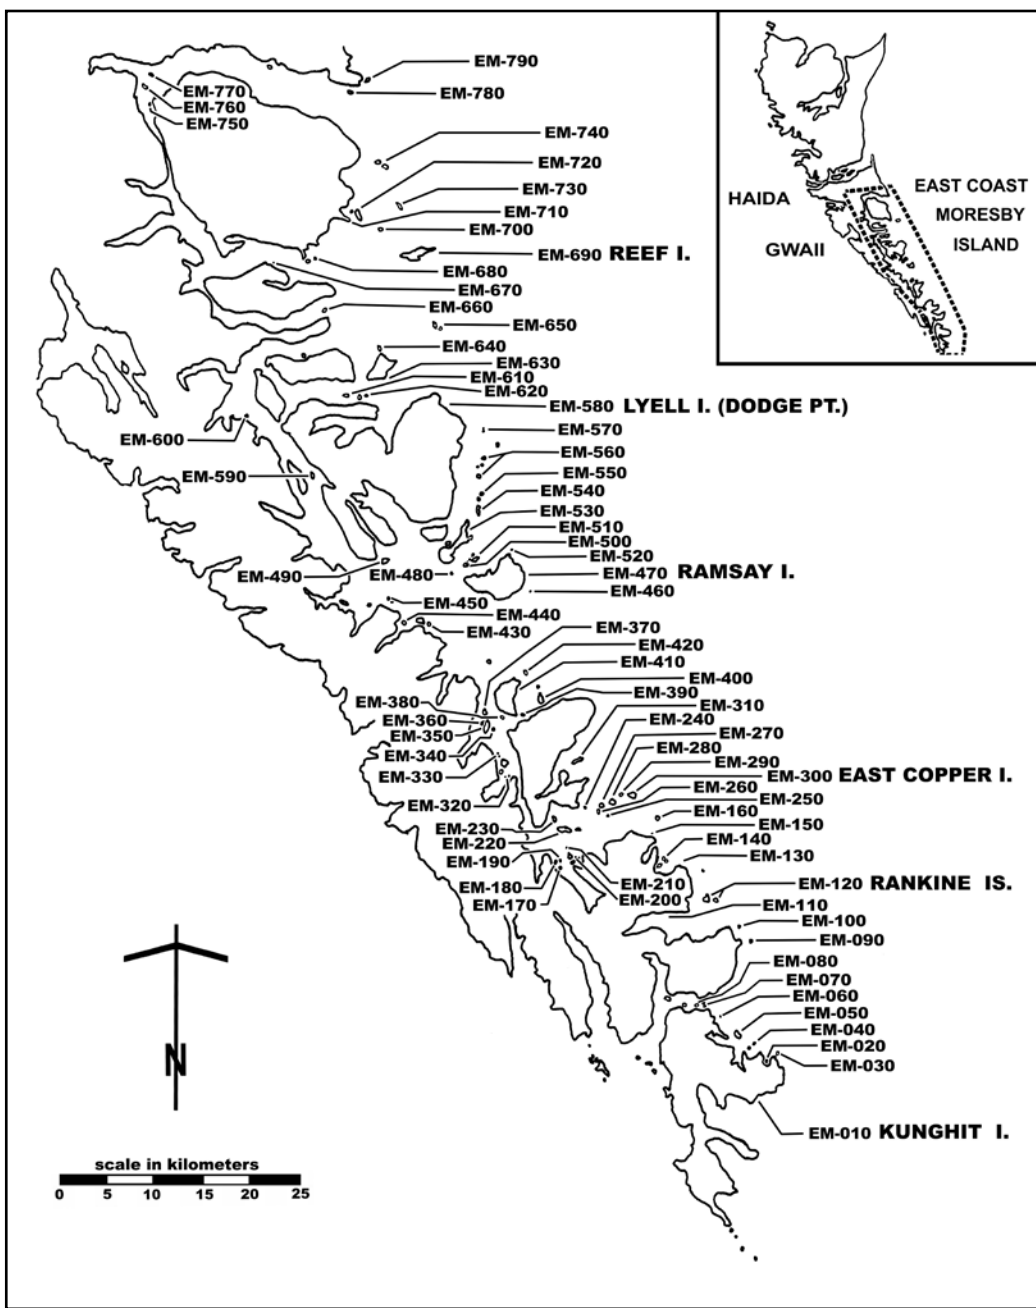 EM-790
EM-770
EM-780
EM-760
EM-750
EM-740
EM-720
EM-730
EM-710
EM-700
EM-690 REEF I.
EM-680
EM-670
EM-660
EM-650
EM-640
EM-630
EM-610
EM-620
EM-580 LYELL I. (DODGE PT.)
EM-570
EM-600
EM-560
EM-550
EM-590
EM-540
EM-530
EM-510
EM-500
EM-520
EM-490
EM-480
EM-470 RAMSAY I.
EM-460
EM-450
EM-440
EM-430
EM-370
EM-420
EM-410
EM-400
EM-390
EM-380
EM-310
EM-360
EM-240
EM-350
EM-270
EM-340
EM-280
EM-290
EM-330
EM-300 EAST COPPER I.
EM-260
EM-250
EM-320
EM-160
EM-150
EM-230
EM-220
EM-140
EM-130
EM-190
EM-210
EM-120 RANKINE IS.
EM-180
EM-200
EM-170
EM-110
EM-100
EM-090
EM-080
EM-070
EM-060
EM-050
EM-040
EM-020
EM-030
EM-010 KUNGHIT I.
HAIDA
GWAII
EAST COAST
MORESBY
ISLAND
N
scale in kilometers
0 5 10 15 20 25